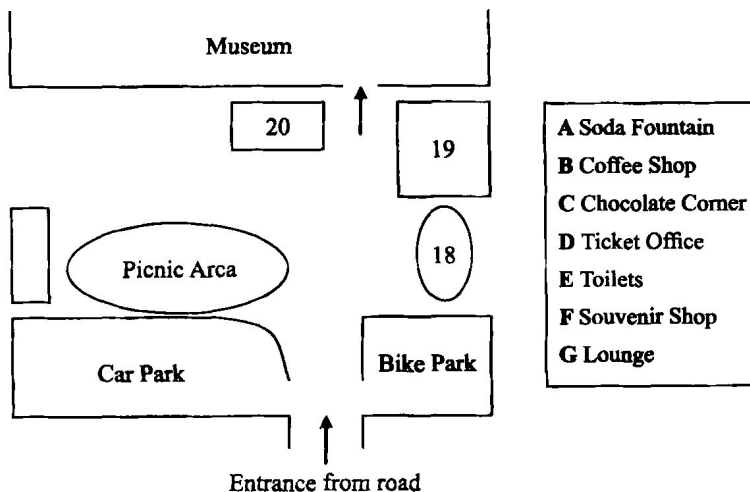 Museum
20
19
A Soda Fountain
B Coffee Shop
C Chocolate Corner
D Ticket Office
E Toilets
F Souvenir Shop
G Lounge
Picnic Arca
18
Car Park
Bike Park
Entrance from road